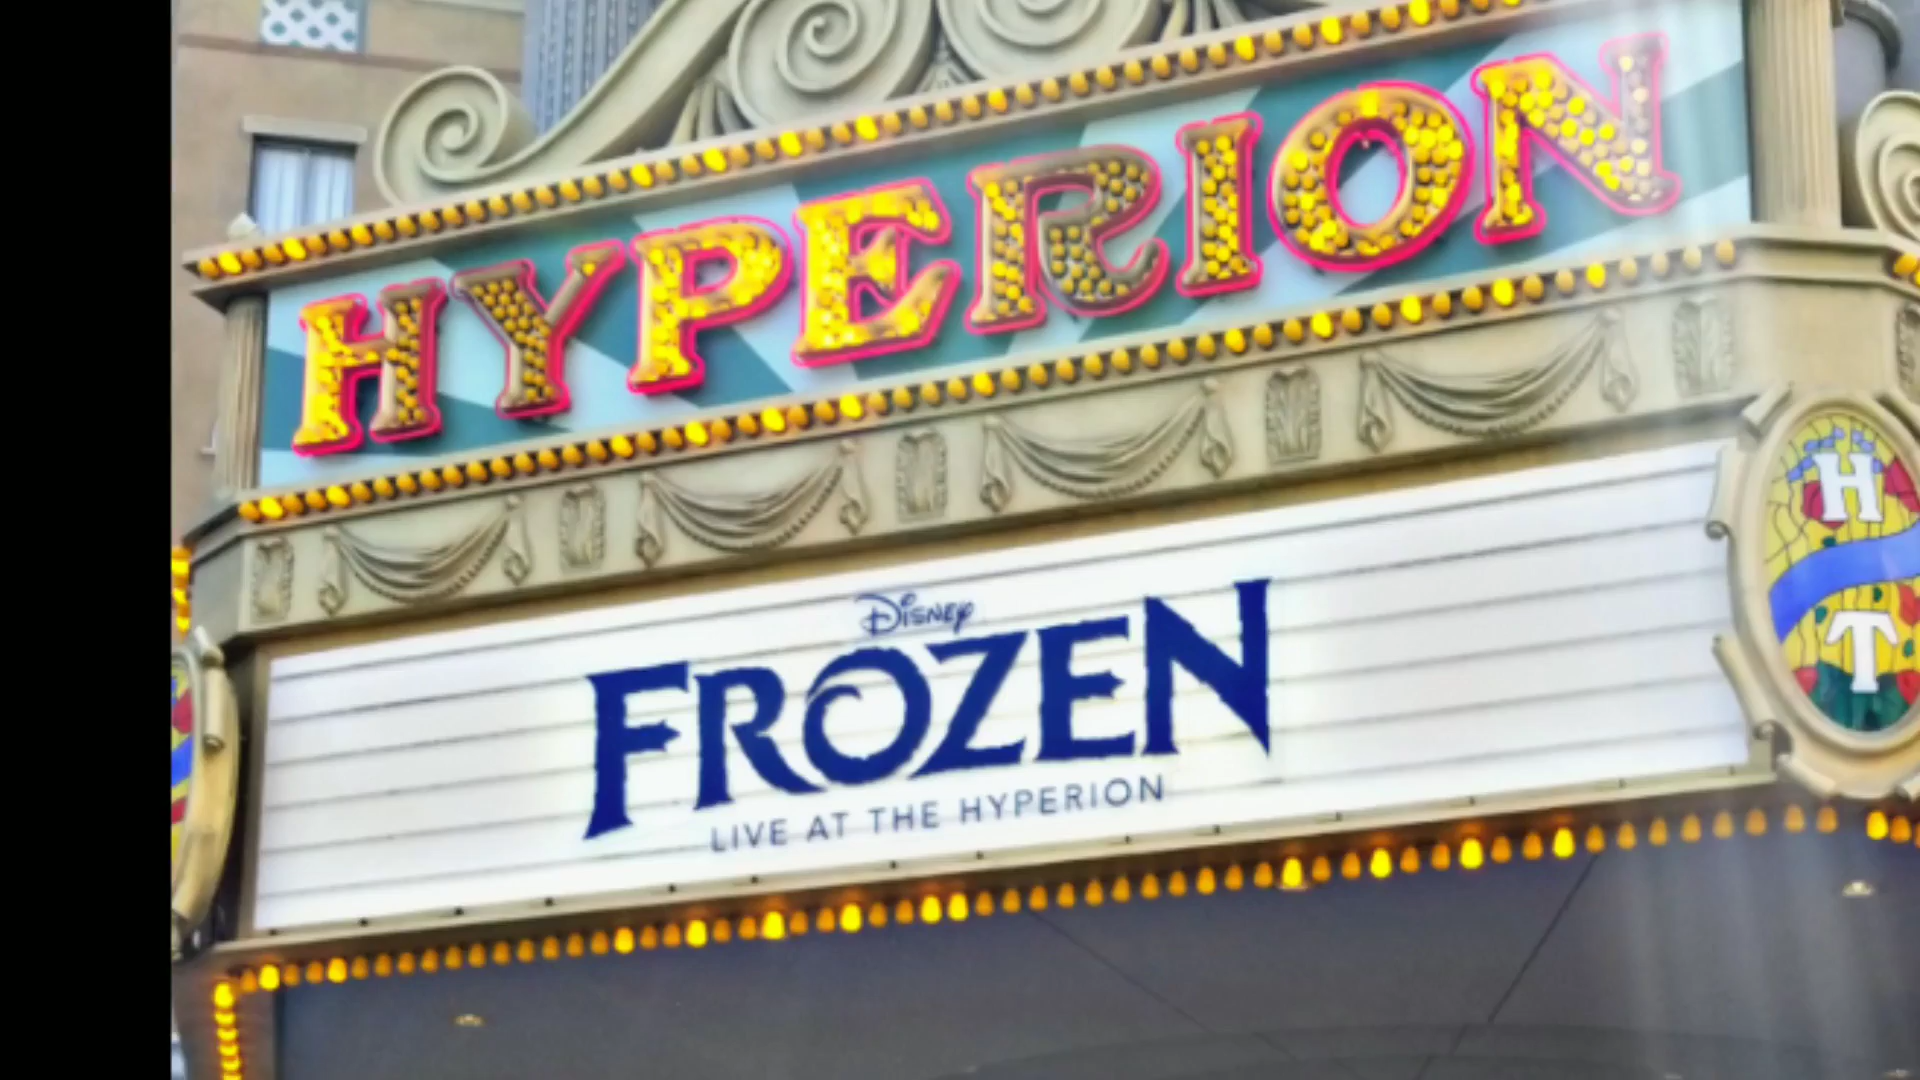 HYPERION
Disney
FROZEN
LIVE AT THE HYPERION
H
T